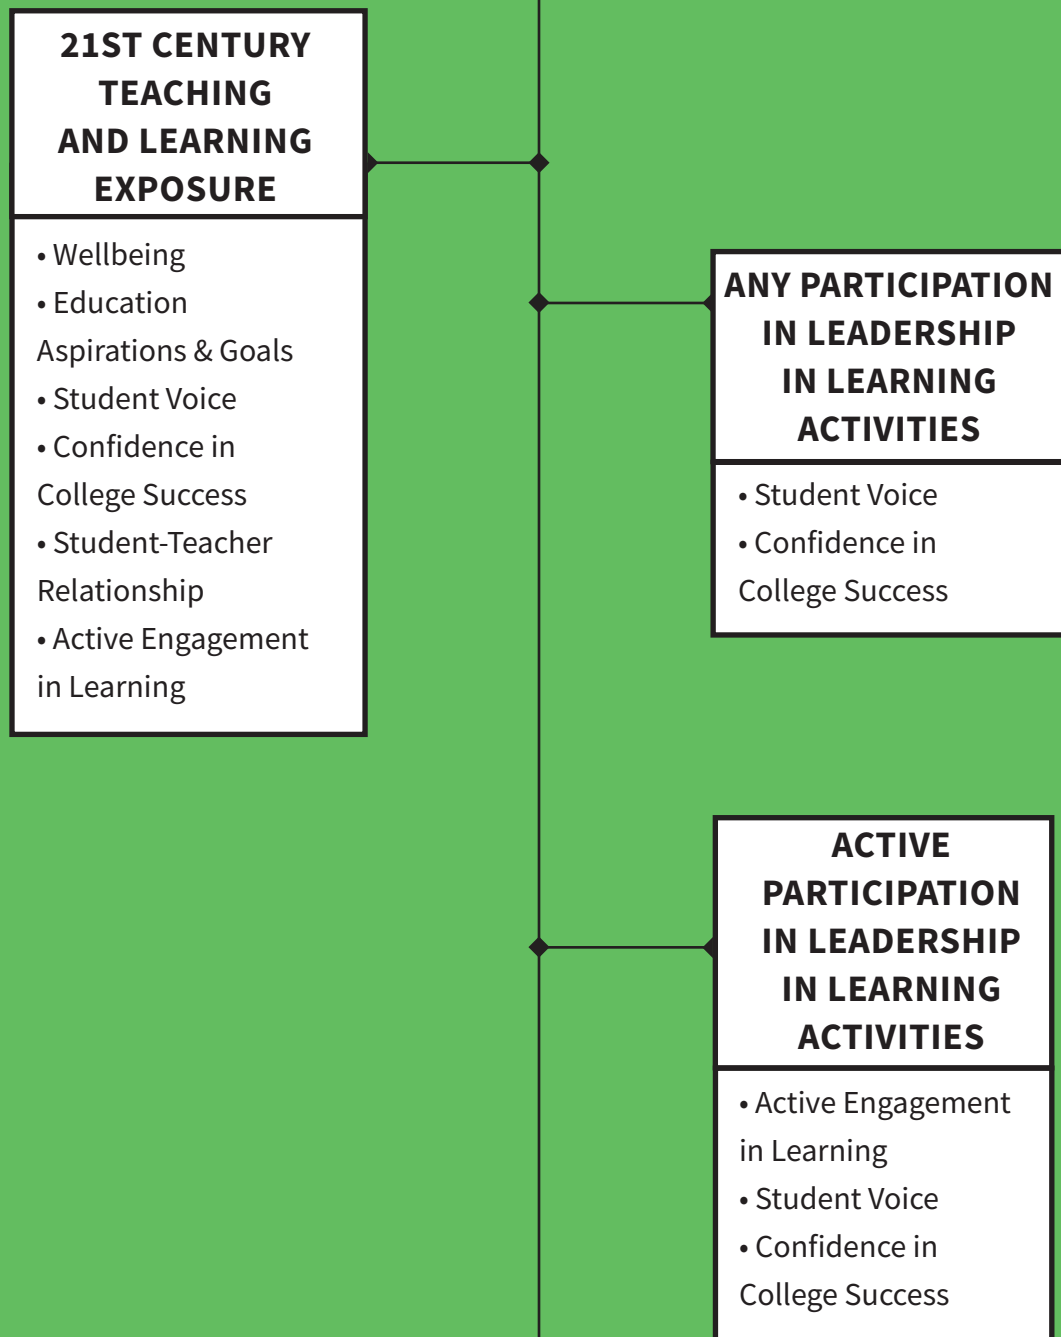 21ST CENTURY
TEACHING
AND LEARNING
EXPOSURE
• Wellbeing
• Education
Aspirations & Goals
• Student Voice
• Confidence in
College Success
• Student-Teacher
Relationship
• Active Engagement
in Learning
ANY PARTICIPATION
IN LEADERSHIP
IN LEARNING
ACTIVITIES
• Student Voice
• Confidence in
College Success
ACTIVE
PARTICIPATION
IN LEADERSHIP
IN LEARNING
ACTIVITIES
• Active Engagement
in Learning
• Student Voice
• Confidence in
College Success